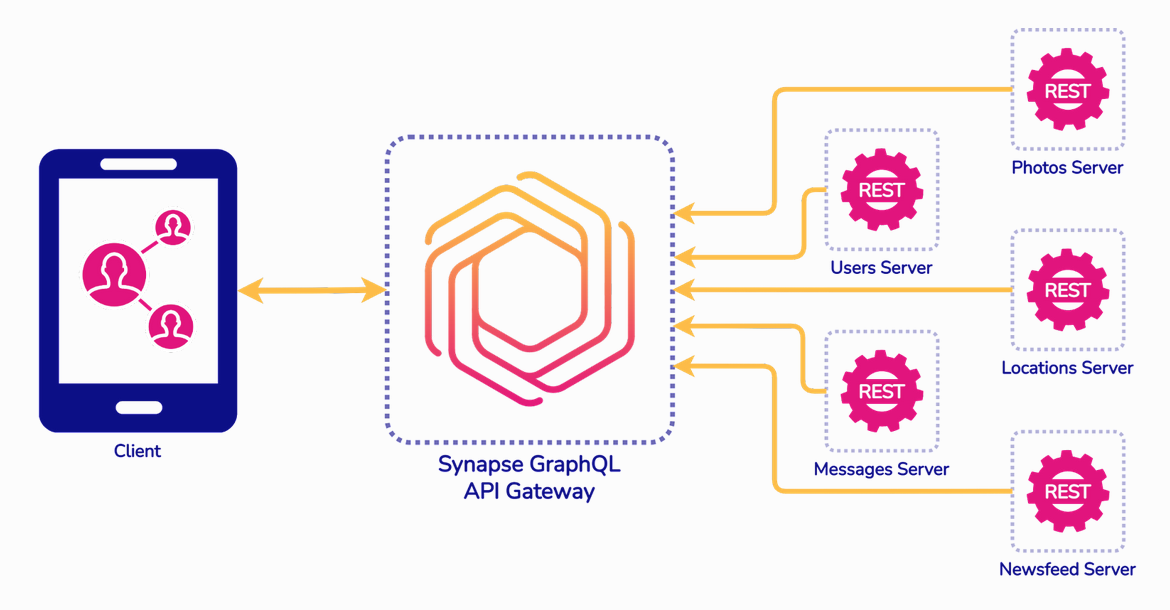 REST
Photos Server
REST
Users Server
REST
Locations Server
Client
Synapse GraphQL
API Gateway
REST
Messages Server
REST
Newsfeed Server